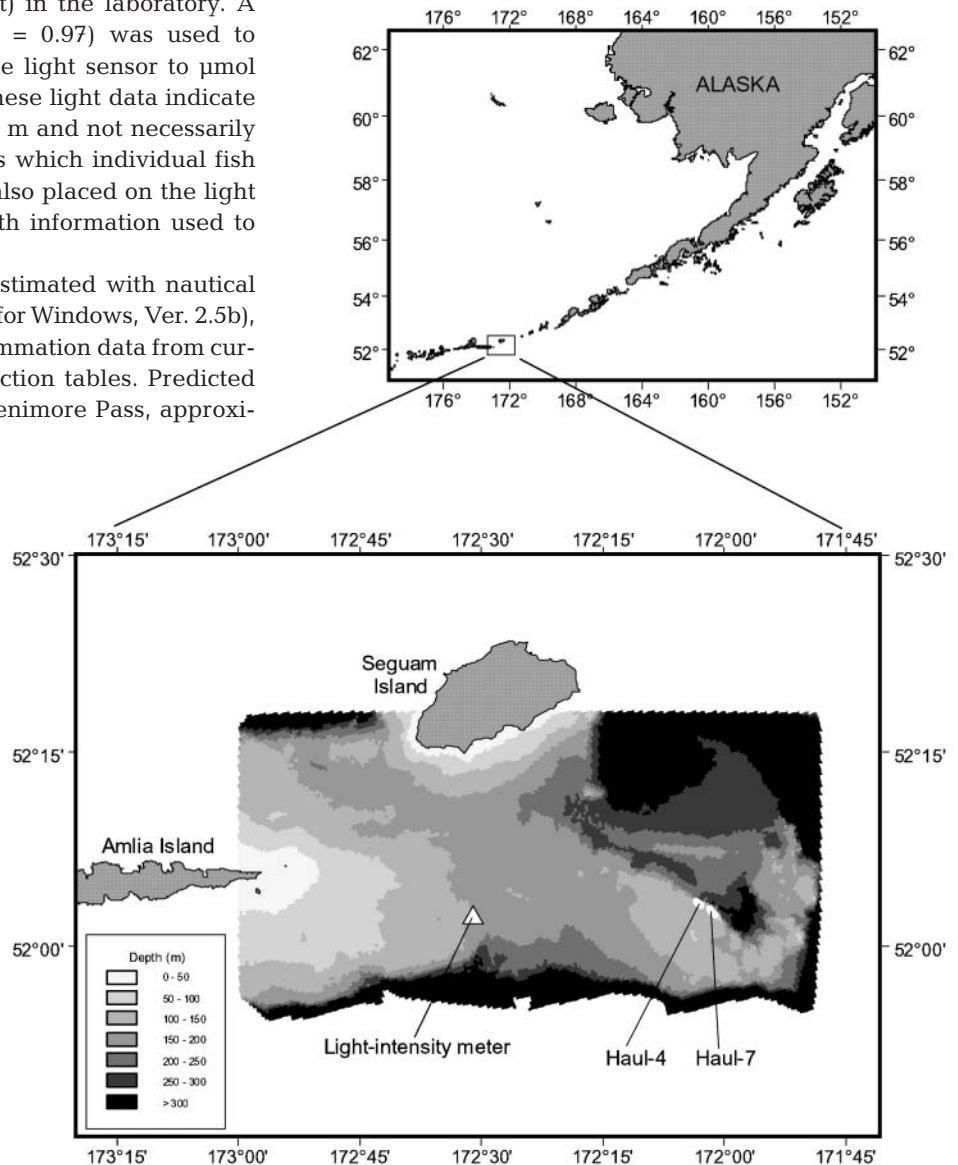 t) in the laboratory. A
= 0.97) was used to
e light sensor to µmol
hese light data indicate
m and not necessarily
s which individual fish
also placed on the light
th information used to
stimated with nautical
for Windows, Ver. 2.5b),
mmation data from cur-
ction tables. Predicted
enimore Pass, approxi-
176° 172° 168° 164° 160° 156° 152°
62° 62°
ALASKA
60° 60°
58° 58°
56° 56°
54° 54°
52° 52°
176° 172° 168° 164° 160° 156° 152°
173°15' 173°00' 172°45' 172°30' 172°15' 172°00' 171°45'
52°30' 52°30'
Seguam
Island
52°15' 52°15'
Amlia Island
52°00' 52°00'
Depth (m)
0 - 50
50 - 100
100 - 150
150 - 200
200 - 250
250 - 300
>300
Light-intensity meter
Haul-4 Haul-7
173°15' 173°00' 172°45' 172°30' 172°15' 172°00' 171°45'